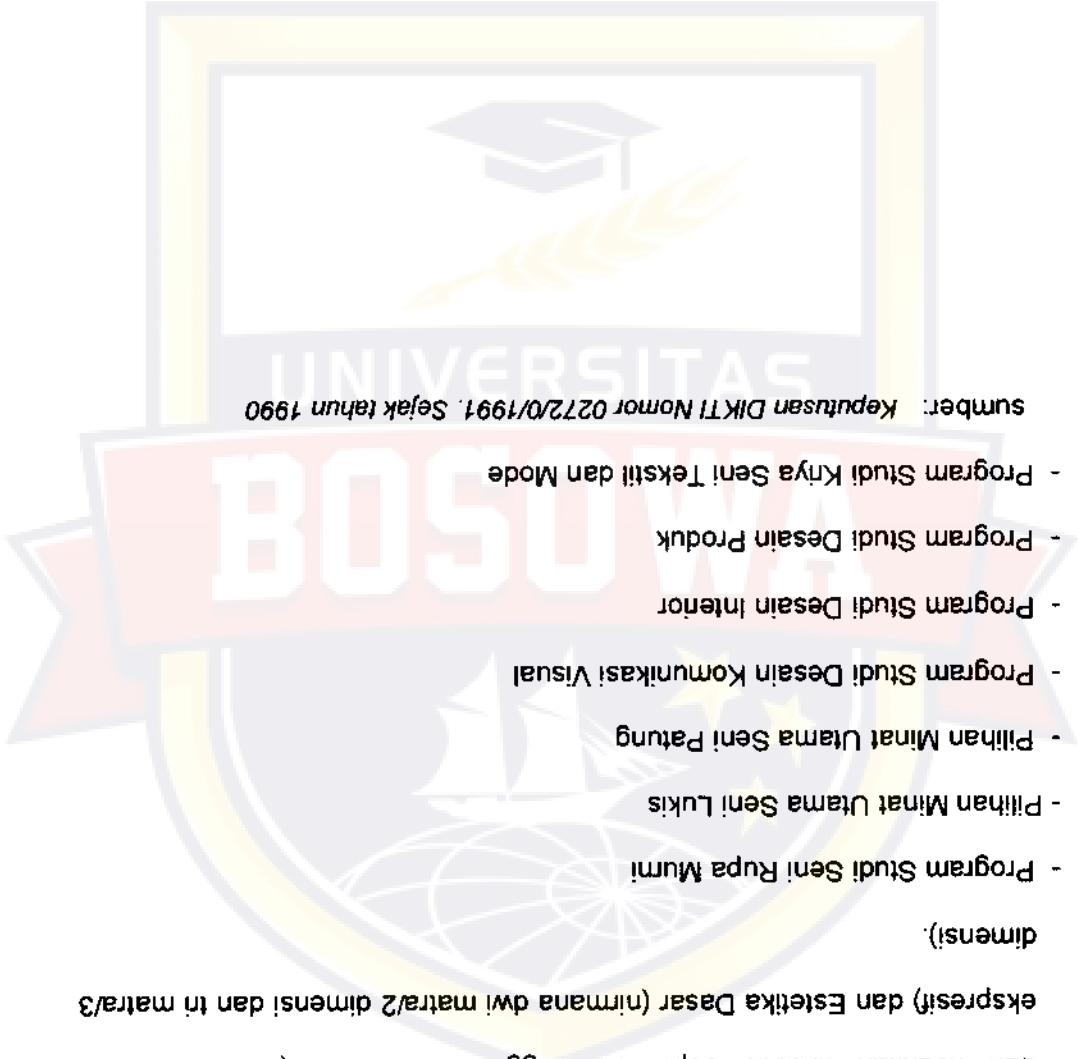 ekspresif) dan Estetika Dasar (nirmana dwi matra/2 dimensi dan tri matra/3
dimensi).
- Program Studi Seni Rupa Murni
- Pilihan Minat Utama Seni Lukis
- Pilihan Minat Utama Seni Patung
- Program Studi Desain Komunikasi Visual
- Program Studi Desain Interior
- Program Studi Desain Produk
- Program Studi Kriya Seni Tekstil dan Mode
sumber: Keputusan DIKTI Nomor 0272/0/1991. Sejak tahun 1990
UNIVERSITAS
BOSOWA